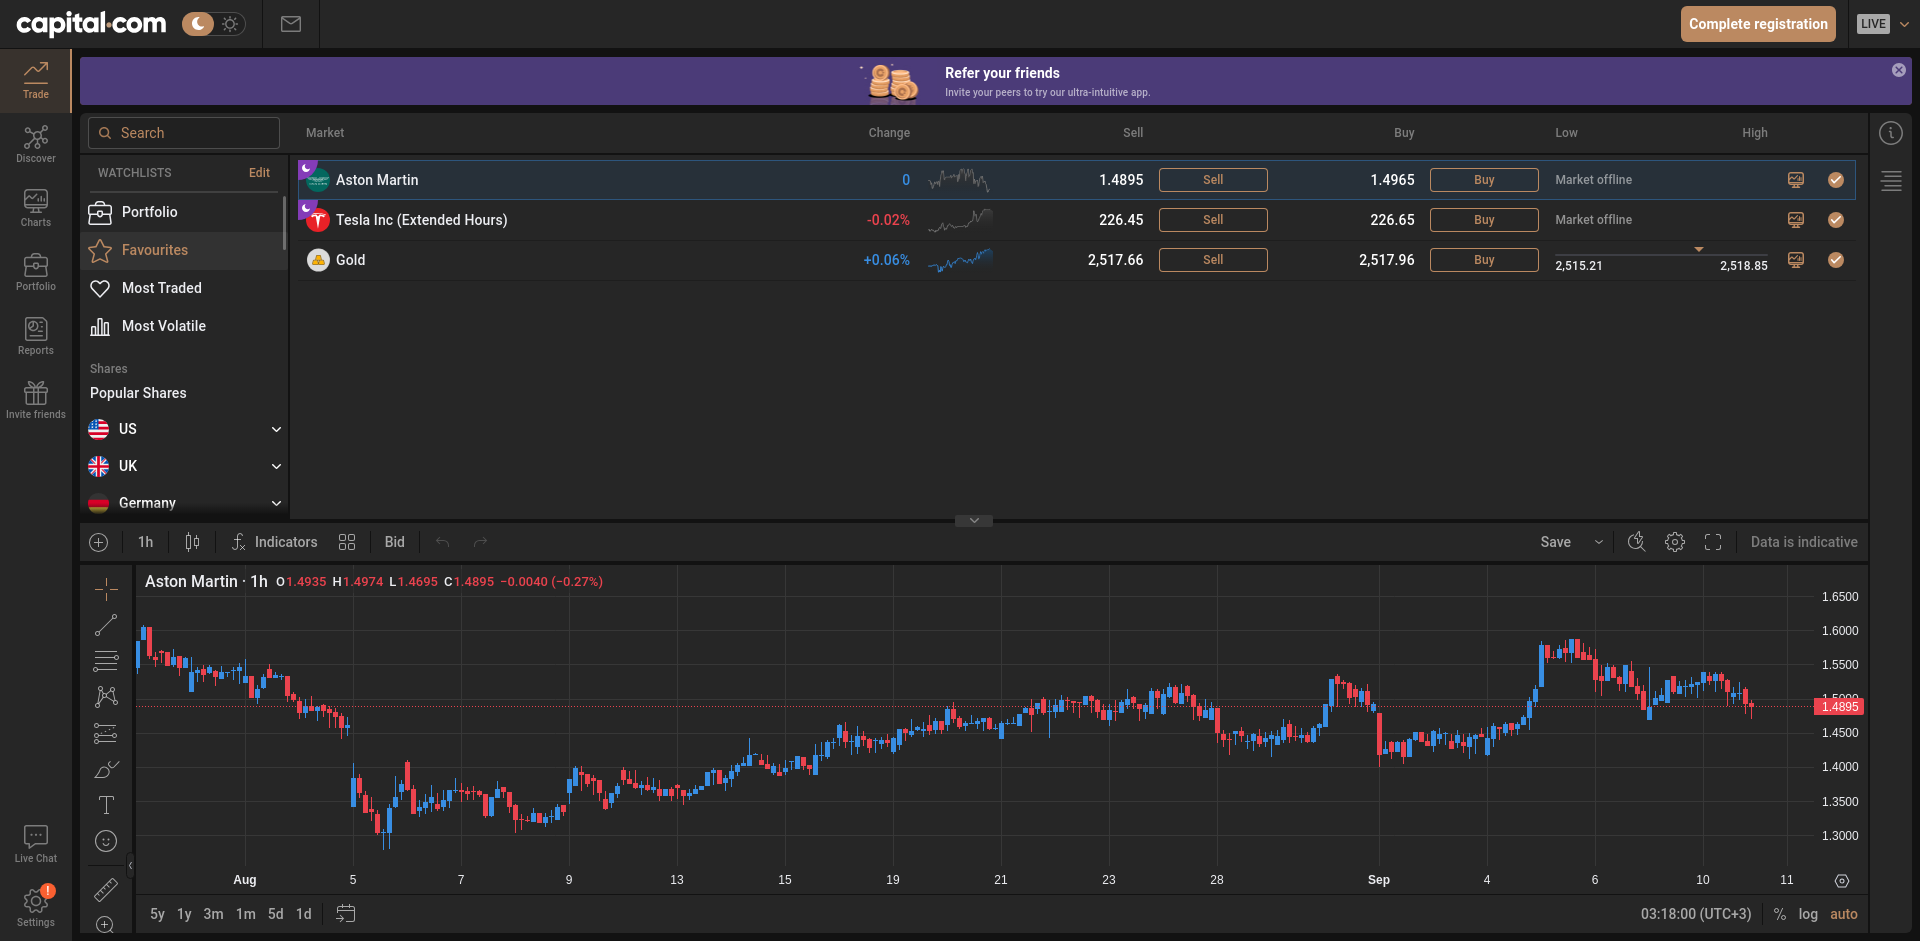 capital.com
Complete registration
LIVE
Refer your friends
Invite your peers to try our ultra-intuitive app.
Trade
Discover
Charts
Portfolio
Reports
Invite friends
Live Chat
!
Settings
Search
WATCHLISTS Edit
Portfolio
Favourites
Most Traded
Most Volatile
Shares
Popular Shares
US
UK
Germany
Market Change Sell Buy Low High
Aston Martin 0 1.4895 Sell 1.4965 Buy Market offline
Tesla Inc (Extended Hours) -0.02% 226.45 Sell 226.65 Buy Market offline
Gold +0.06% 2,517.66 Sell 2,517.96 Buy 2,515.21 2,518.85
1h Indicators Bid Save Data is indicative
Aston Martin · 1h O1.4935 H1.4974 L1.4695 C1.4895 −0.0040 (−0.27%)
1.6500
1.6000
1.5500
1.5000
1.4895
1.4500
1.4000
1.3500
1.3000
Aug 5 7 9 13 15 19 21 23 28 Sep 4 6 10 11
5y 1y 3m 1m 5d 1d 03:18:00 (UTC+3) % log auto